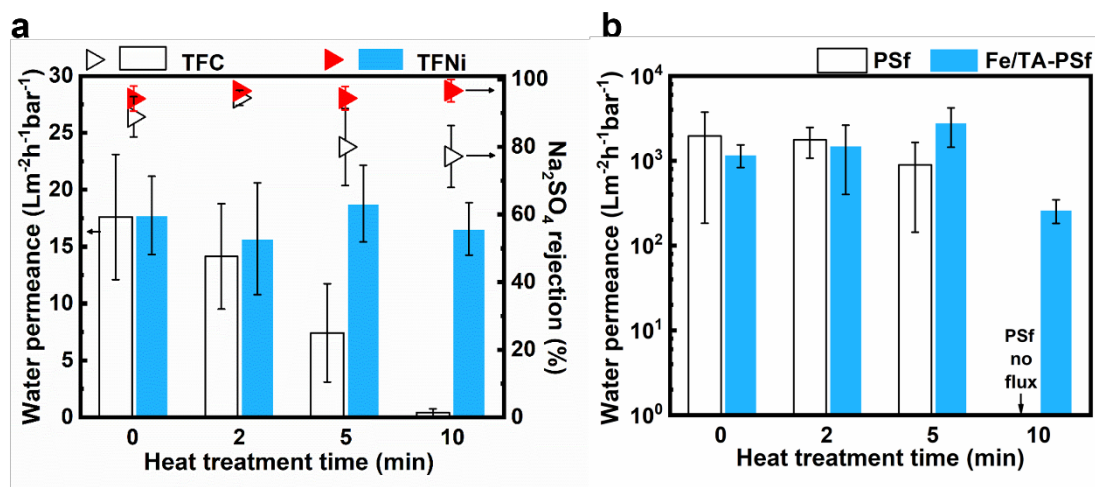 a
TFC
TFNi
Water permeance (Lm⁻²h⁻¹bar⁻¹)
30
25
20
15
10
5
0
100
80
60
40
20
0
Na₂SO₄ rejection (%)
0 2 5 10
Heat treatment time (min)
b
PSf
Fe/TA-PSf
Water permeance (Lm⁻²h⁻¹bar⁻¹)
10⁴
10³
10²
10¹
10⁰
PSf
no
flux
0 2 5 10
Heat treatment time (min)